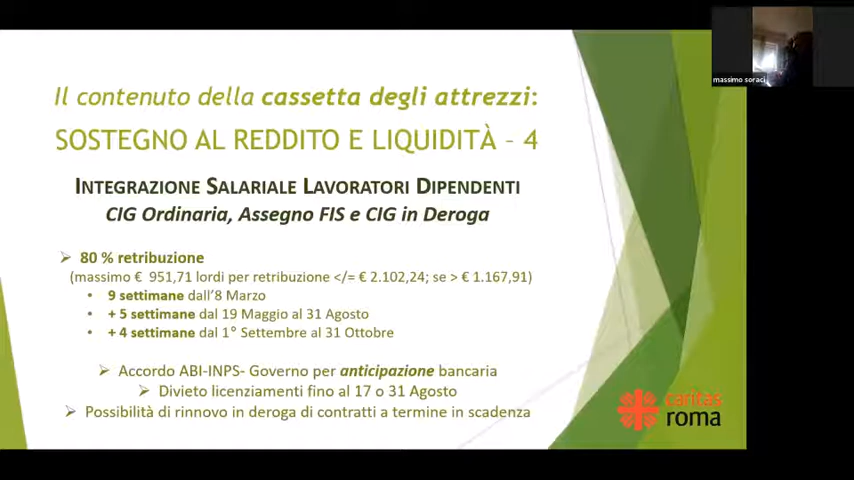 massimo soraci
Il contenuto della cassetta degli attrezzi:
SOSTEGNO AL REDDITO E LIQUIDITÀ - 4
INTEGRAZIONE SALARIALE LAVORATORI DIPENDENTI
CIG Ordinaria, Assegno FIS e CIG in Deroga
➢ 80 % retribuzione
(massimo € 951,71 lordi per retribuzione </= € 2.102,24; se > € 1.167,91)
• 9 settimane dall'8 Marzo
• + 5 settimane dal 19 Maggio al 31 Agosto
• + 4 settimane dal 1° Settembre al 31 Ottobre
➢ Accordo ABI-INPS- Governo per anticipazione bancaria
➢ Divieto licenziamenti fino al 17 o 31 Agosto
➢ Possibilità di rinnovo in deroga di contratti a termine in scadenza
caritas
roma